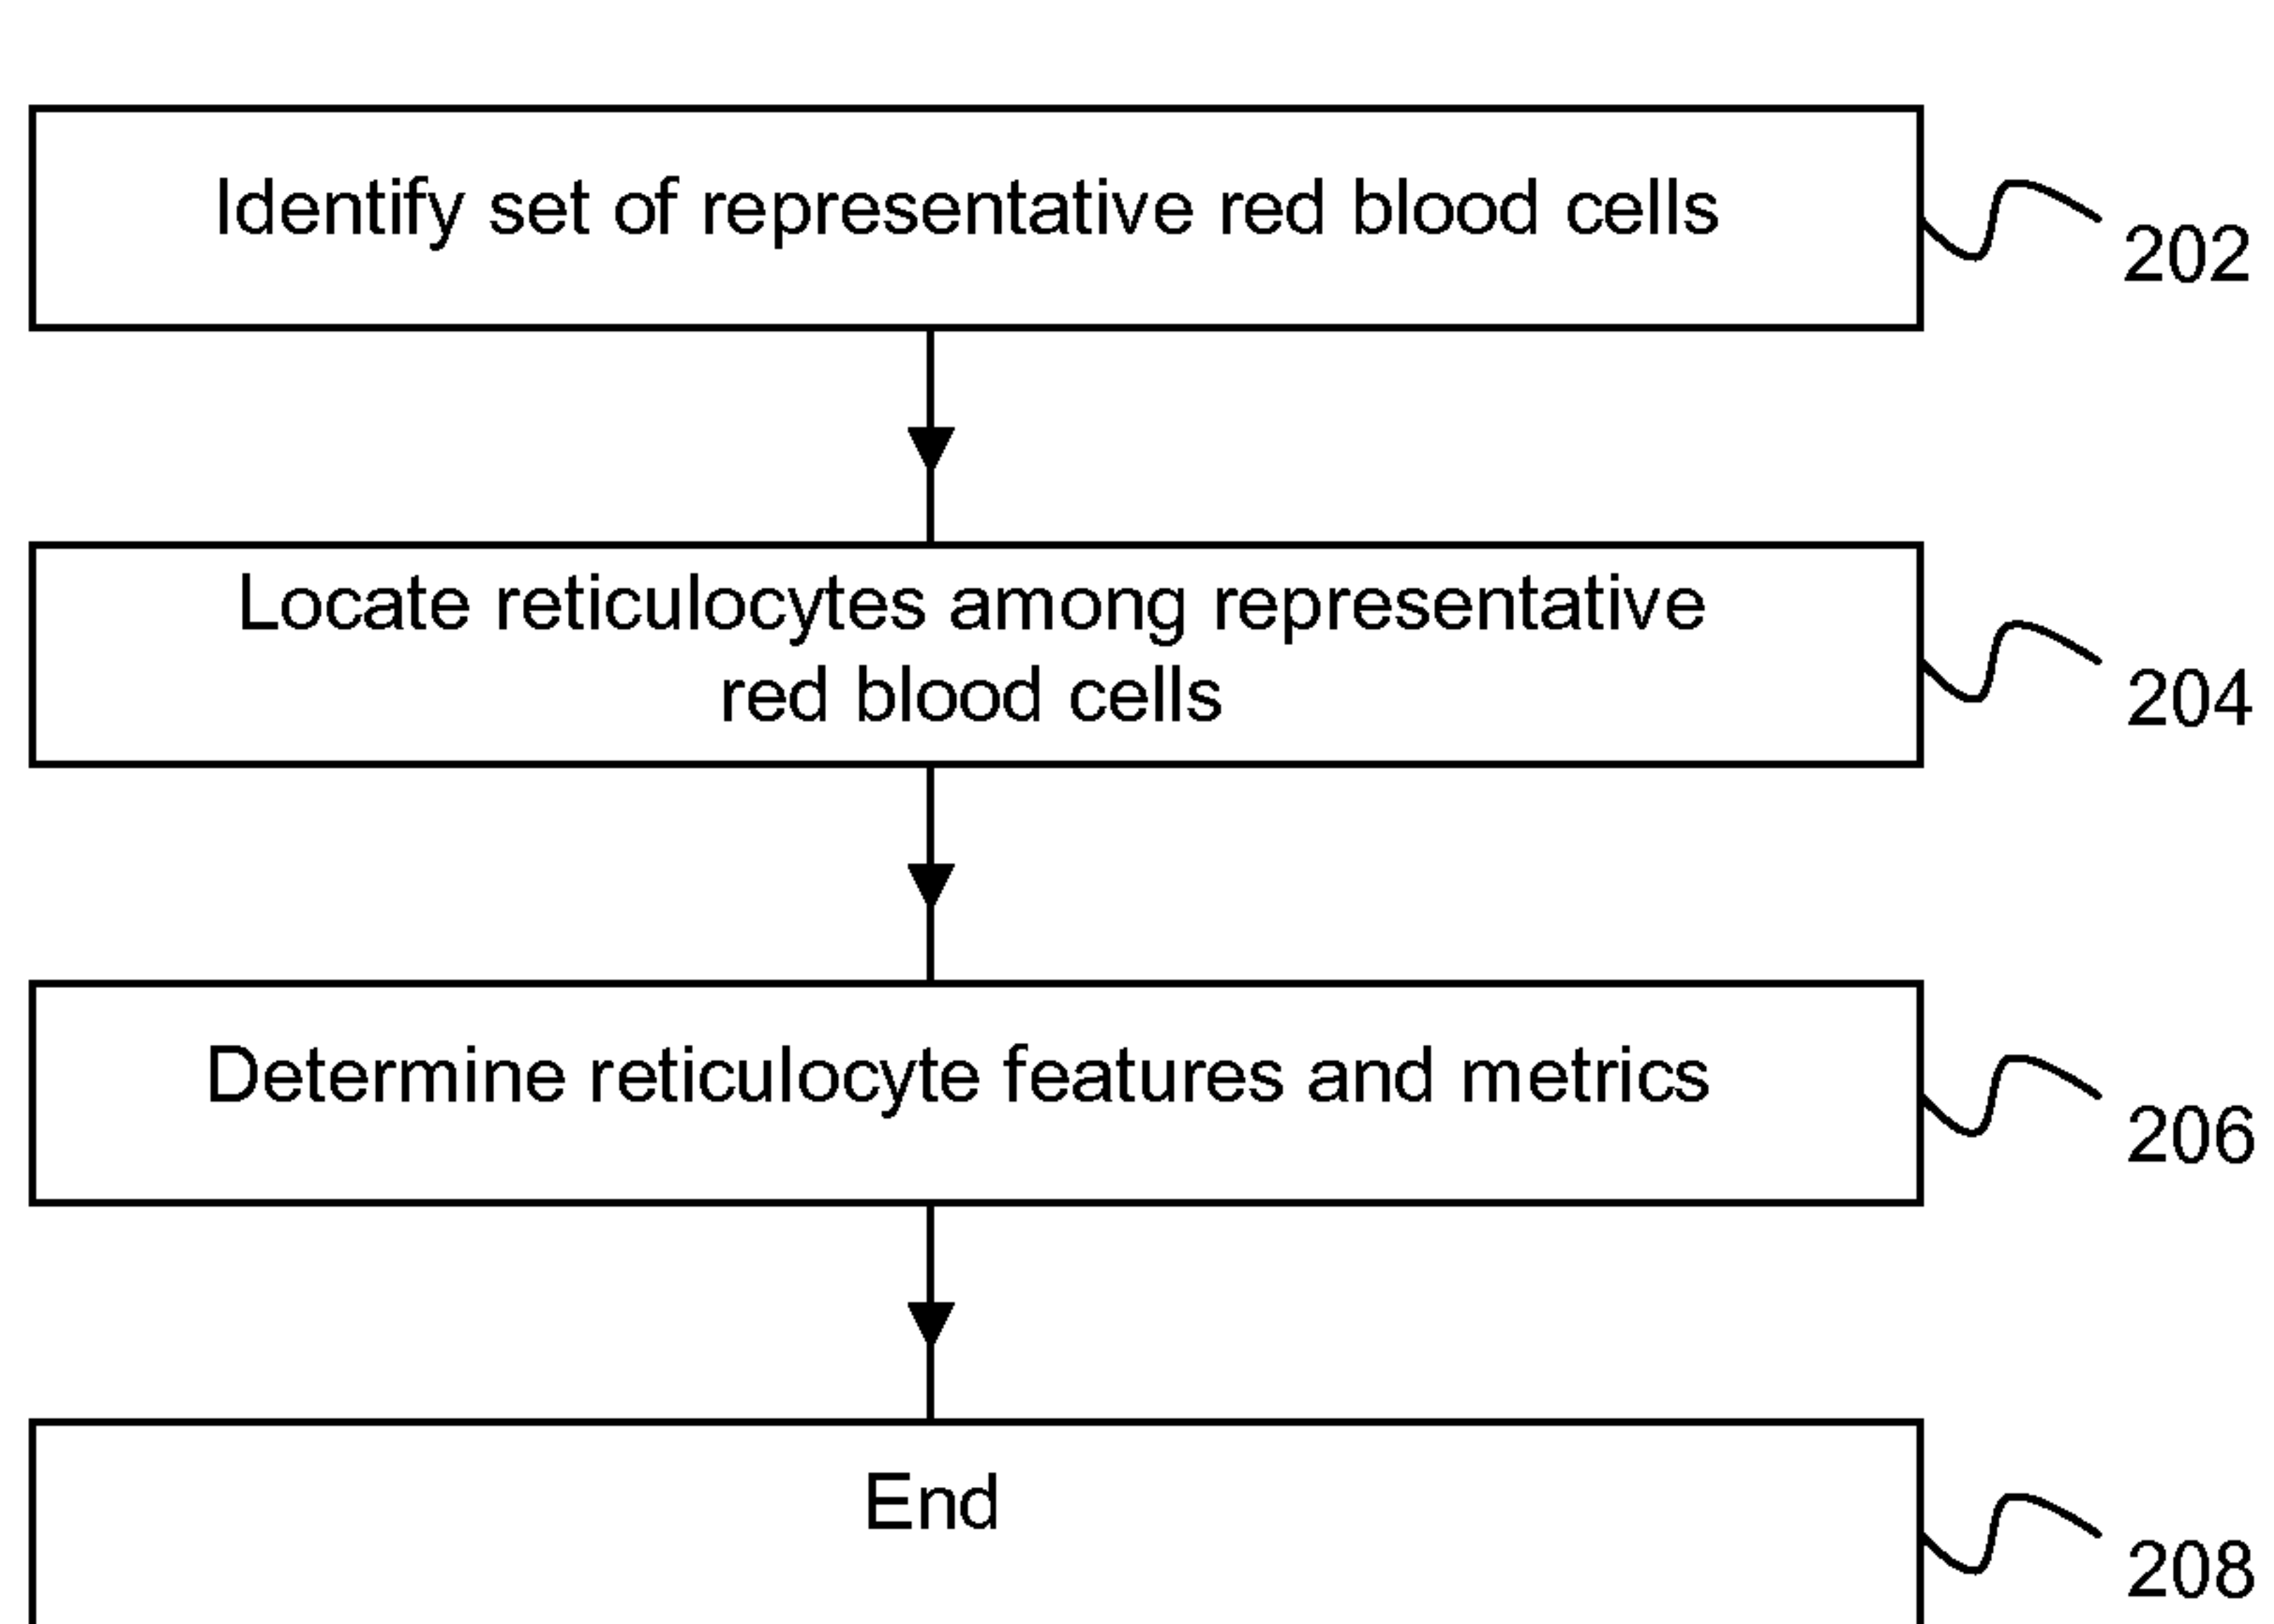 Identify set of representative red blood cells
202
Locate reticulocytes among representative
red blood cells
204
Determine reticulocyte features and metrics
206
End
208